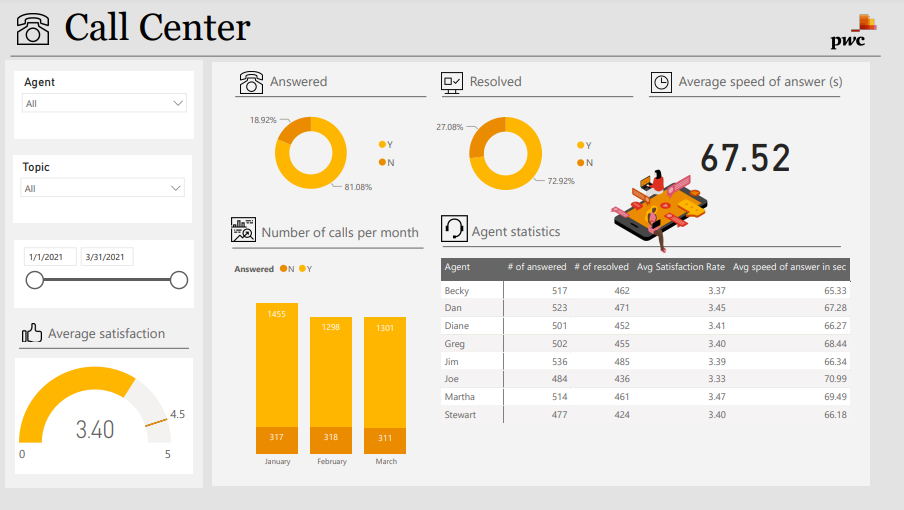 Call Center
pwc
Agent
All
Topic
All
1/1/2021 3/31/2021
Average satisfaction
3.40
4.5
0 5
Answered
18.92%
81.08%
Y
N
Resolved
27.08%
72.92%
Y
N
Average speed of answer (s)
67.52
Number of calls per month
Answered N Y
1455 1298 1301
317 318 311
January February March
Agent statistics
Agent # of answered # of resolved Avg Satisfaction Rate Avg speed of answer in sec
Becky 517 462 3.37 65.33
Dan 523 471 3.45 67.28
Diane 501 452 3.41 66.27
Greg 502 455 3.40 68.44
Jim 536 485 3.39 66.34
Joe 484 436 3.33 70.99
Martha 514 461 3.47 69.49
Stewart 477 424 3.40 66.18